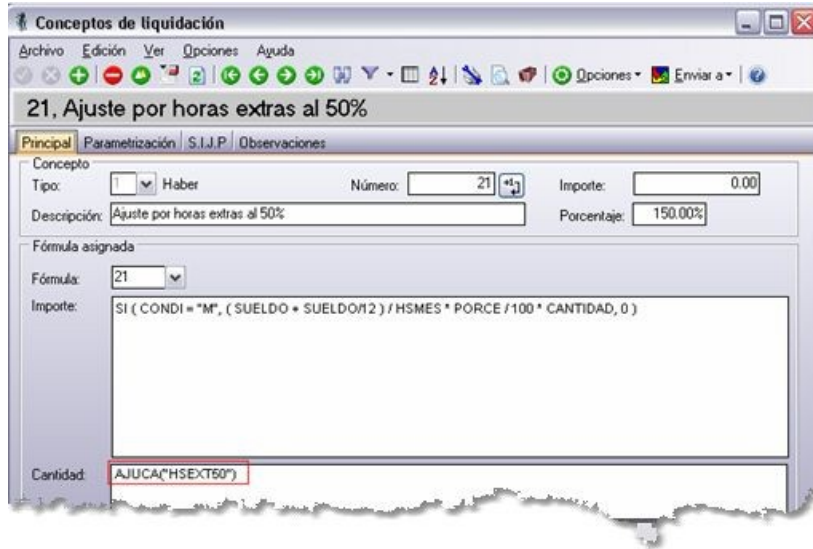 Conceptos de liquidación
Archivo Edición Ver Opciones Ayuda
Opciones Enviar a
21, Ajuste por horas extras al 50%
Principal Parametrización S.I.J.P Observaciones
Concepto
Tipo: 1 Haber Número: 21 +1 Importe: 0.00
Descripción: Ajuste por horas extras al 50% Porcentaje: 150.00%
Fórmula asignada
Fórmula: 21
Importe: SI ( CONDI = "M", ( SUELDO + SUELDO/12 ) / HSMES * PORCE / 100 * CANTIDAD, 0 )
Cantidad: AJUCA("HSEXT50")